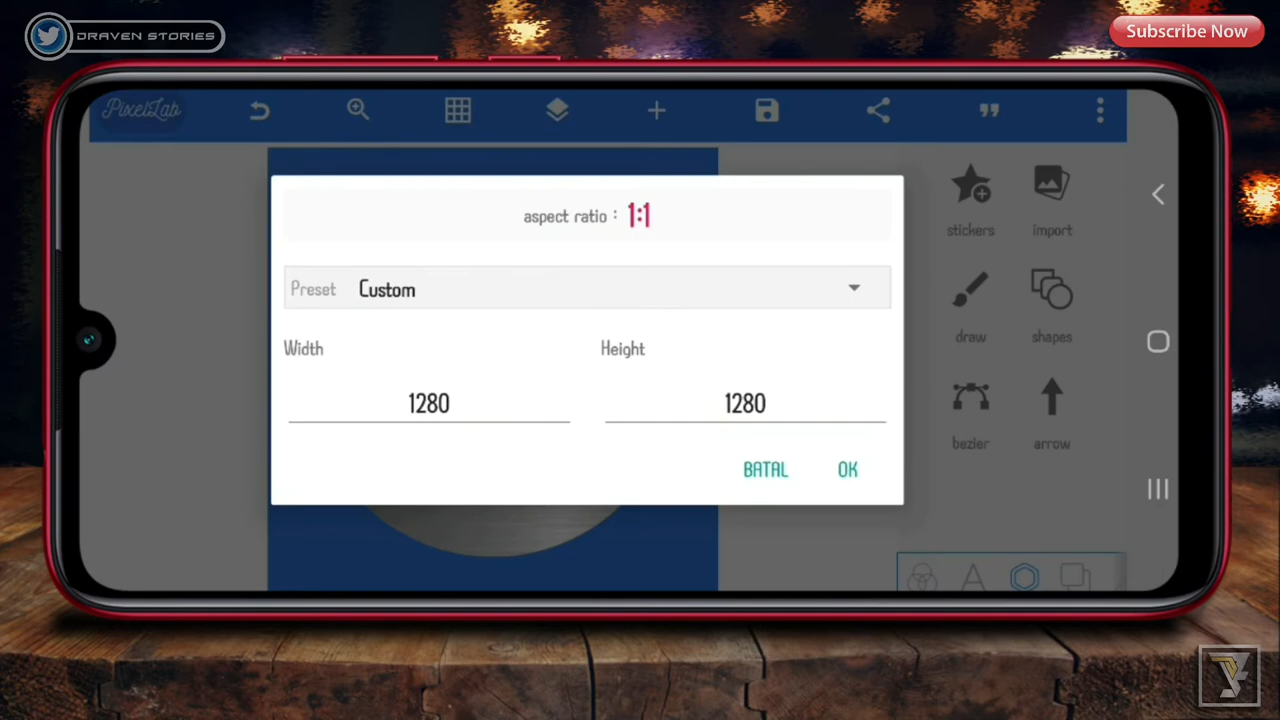 DRAVEN STORIES
Subscribe Now
PixelLab
aspect ratio : 1:1
Preset Custom
Width Height
1280 1280
BATAL OK
stickers import
draw shapes
bezier arrow